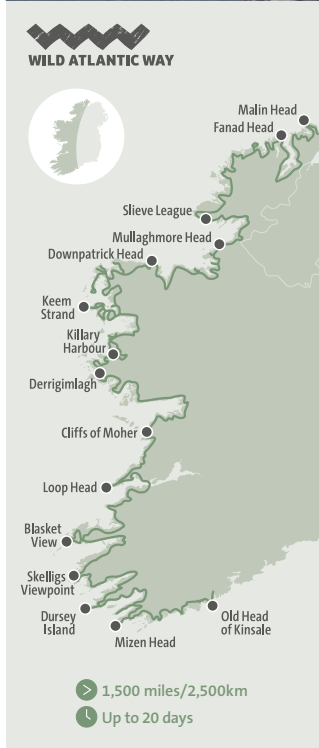 WILD ATLANTIC WAY
Malin Head
Fanad Head
Slieve League
Mullaghmore Head
Downpatrick Head
Keem
Strand
Killary
Harbour
Derrigimlagh
Cliffs of Moher
Loop Head
Blasket
View
Skelligs
Viewpoint
Dursey
Island
Mizen Head
Old Head
of Kinsale
1,500 miles/2,500km
Up to 20 days